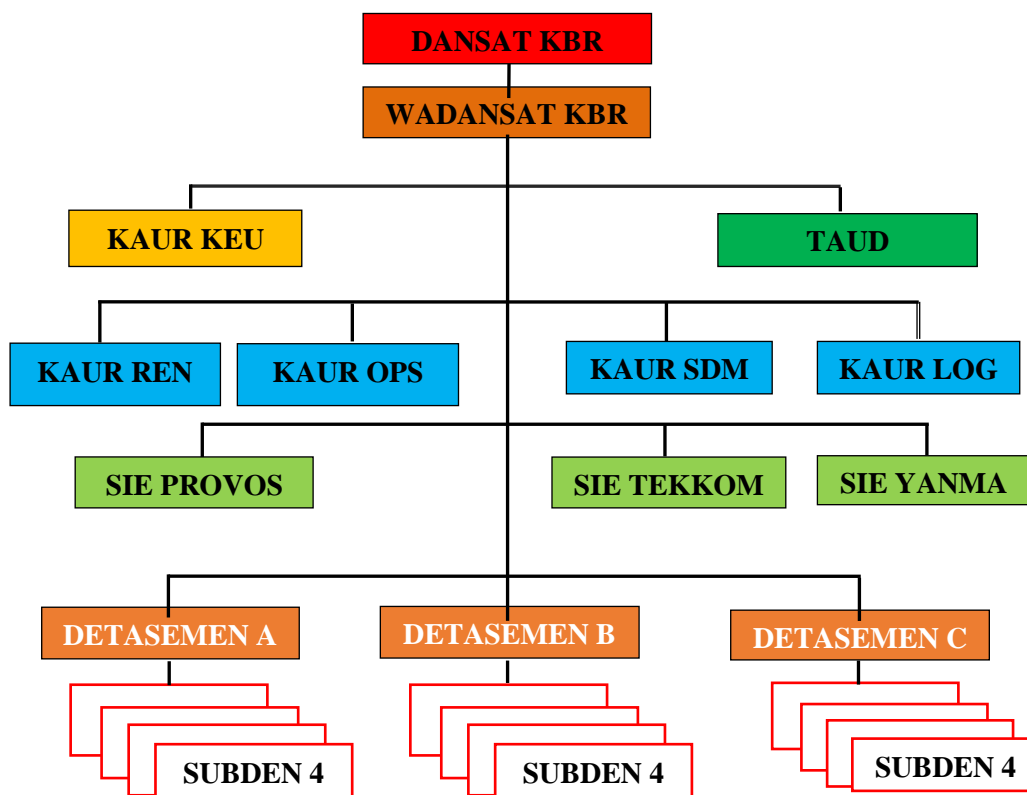 DANSAT KBR
WADANSAT KBR
KAUR KEU
TAUD
KAUR REN
KAUR OPS
KAUR SDM
KAUR LOG
SIE PROVOS
SIE TEKKOM
SIE YANMA
DETASEMEN A
DETASEMEN B
DETASEMEN C
SUBDEN 4
SUBDEN 4
SUBDEN 4